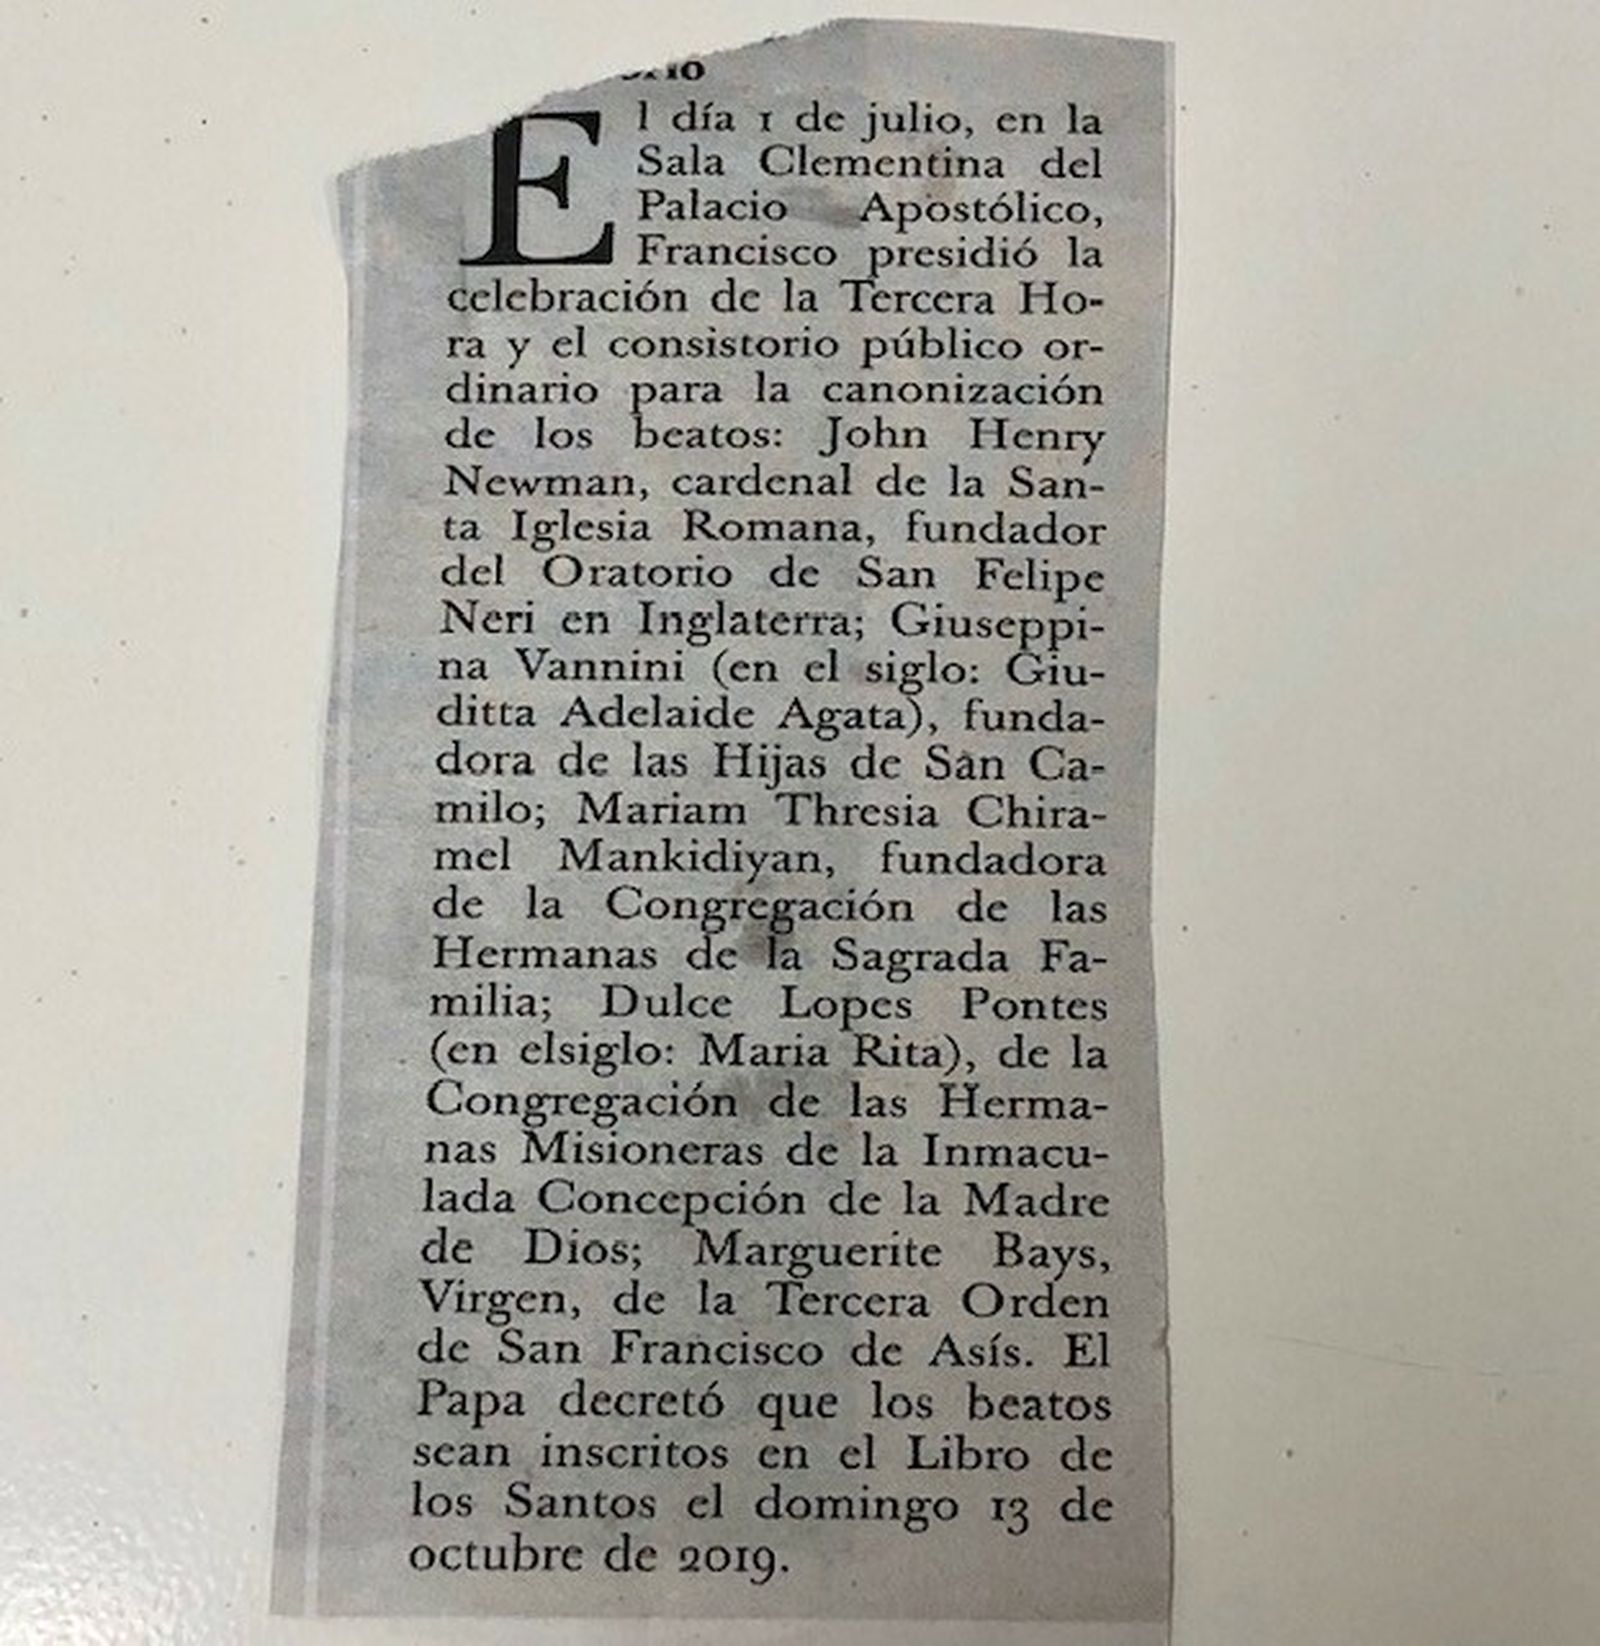 El día 1 de julio, en la
Sala Clementina del
Palacio Apostólico,
Francisco presidió la
celebración de la Tercera Ho-
ra y el consistorio público or-
dinario para la canonización
de los beatos: John Henry
Newman, cardenal de la San-
ta Iglesia Romana, fundador
del Oratorio de San Felipe
Neri en Inglaterra; Giuseppi-
na Vannini (en el siglo: Giu-
ditta Adelaide Agata), funda-
dora de las Hijas de San Ca-
milo; Mariam Thresia Chira-
mel Mankidiyan, fundadora
de la Congregación de las
Hermanas de la Sagrada Fa-
milia; Dulce Lopes Pontes
(en elsiglo: Maria Rita), de la
Congregación de las Herma-
nas Misioneras de la Inmacu-
lada Concepción de la Madre
de Dios; Marguerite Bays,
Virgen, de la Tercera Orden
de San Francisco de Asís. El
Papa decretó que los beatos
sean inscritos en el Libro de
los Santos el domingo 13 de
octubre de 2019.